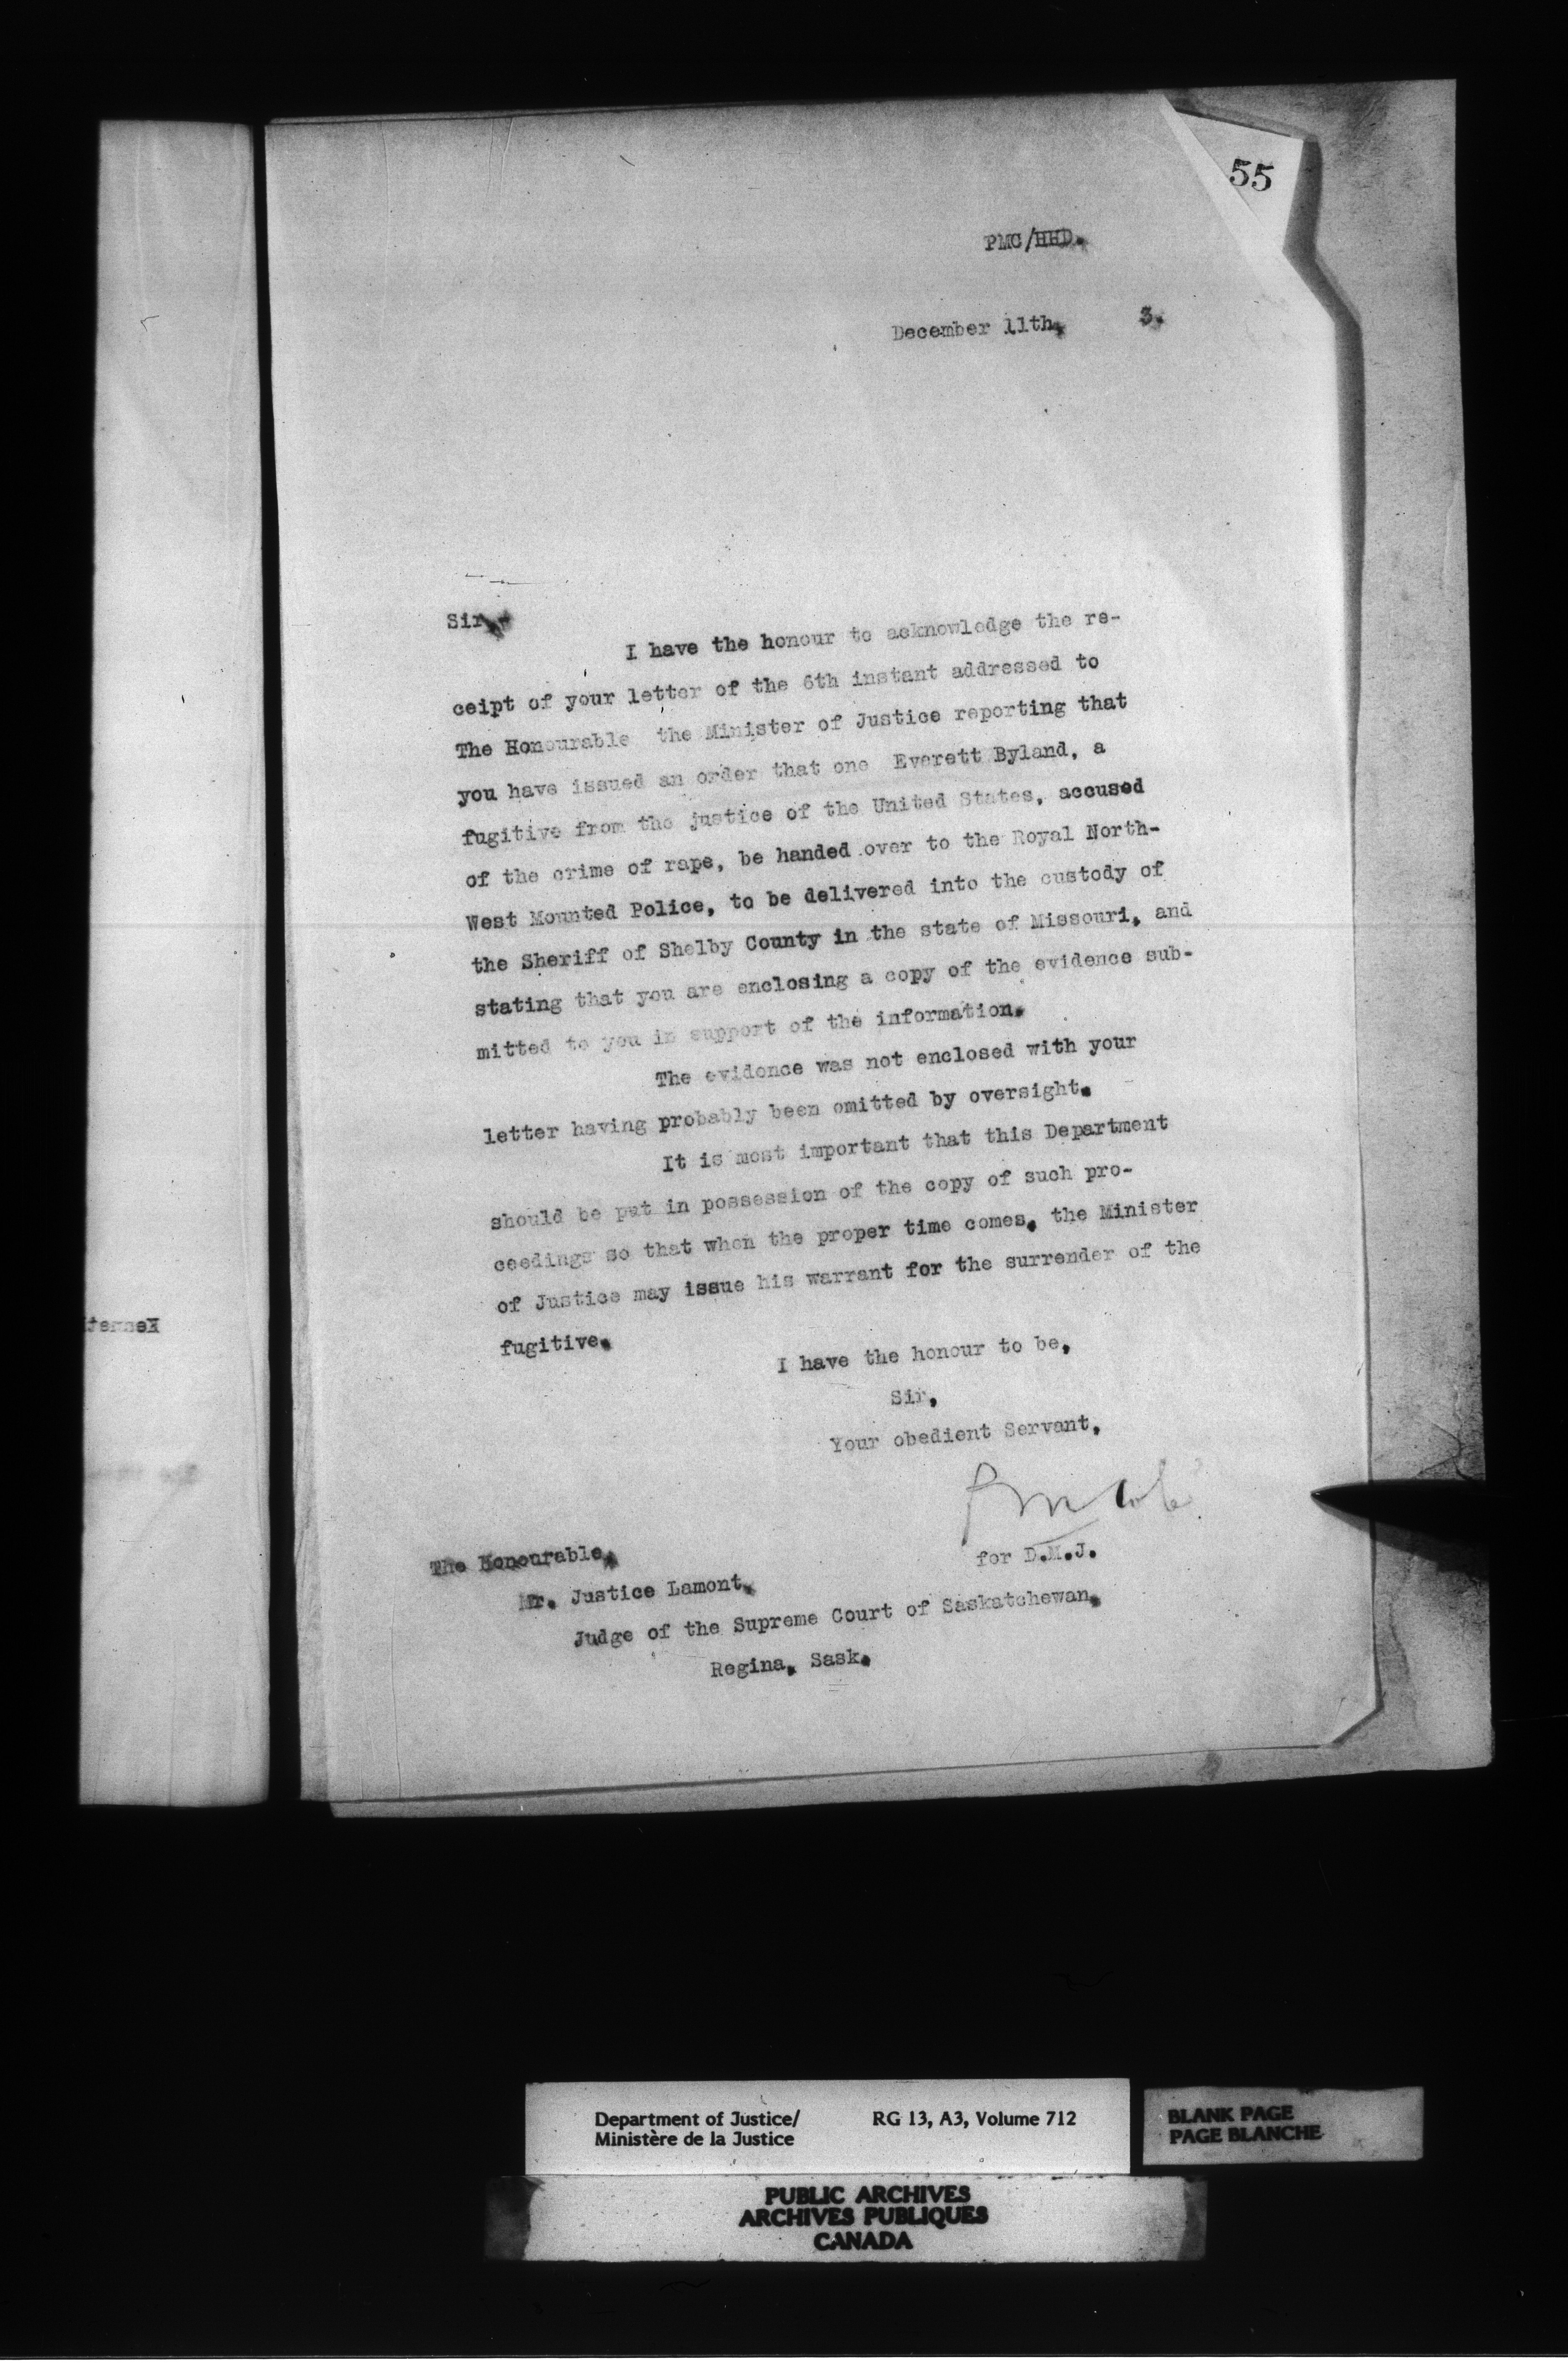 55
PMC/HHD.
December 11th, 3.
Sir,
I have the honour to acknowledge the re-
ceipt of your letter of the 6th instant addressed to
The Honourable the Minister of Justice reporting that
you have issued an order that one Everett Byland, a
fugitive from the justice of the United States, accused
of the crime of rape, be handed over to the Royal North-
West Mounted Police, to be delivered into the custody of
the Sheriff of Shelby County in the state of Missouri, and
stating that you are enclosing a copy of the evidence sub-
mitted to you in support of the information.
The evidence was not enclosed with your
letter having probably been omitted by oversight.
It is most important that this Department
should be put in possession of the copy of such pro-
ceedings so that when the proper time comes, the Minister
of Justice may issue his warrant for the surrender of the
fugitive.
I have the honour to be,
Sir,
Your obedient Servant,
for D.M.J.
The Honourable,
Mr. Justice Lamont,
Judge of the Supreme Court of Saskatchewan,
Regina, Sask.
Department of Justice/ RG 13, A3, Volume 712
Ministère de la Justice
BLANK PAGE
PAGE BLANCHE
PUBLIC ARCHIVES
ARCHIVES PUBLIQUES
CANADA